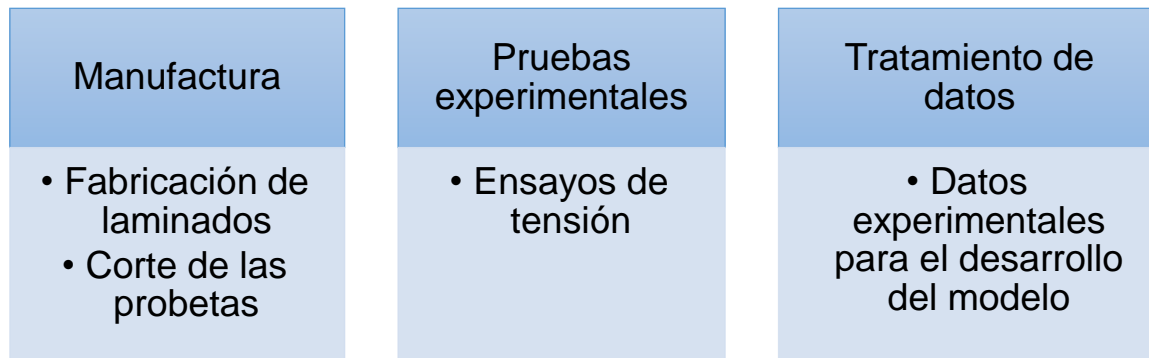 Manufactura
• Fabricación de
laminados
• Corte de las
probetas
Pruebas
experimentales
• Ensayos de
tensión
Tratamiento de
datos
• Datos
experimentales
para el desarrollo
del modelo